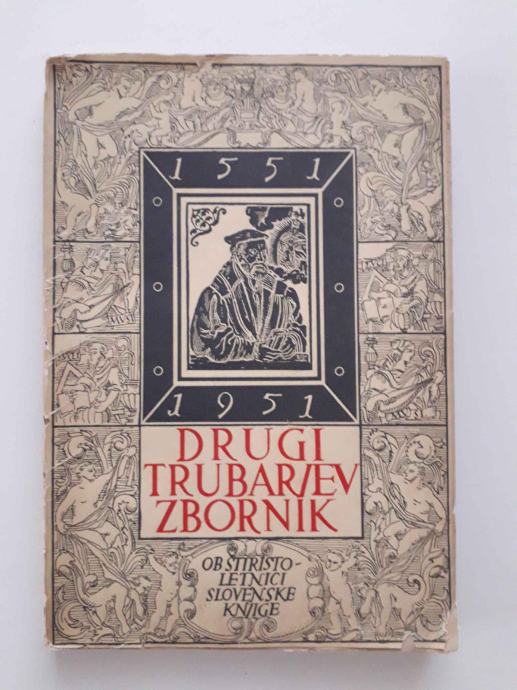 1551
1951
DRUGI
TRUBARJEV
ZBORNIK
OB ŠTIRISTO-
LETNICI
SLOVENSKE
KNJIGE